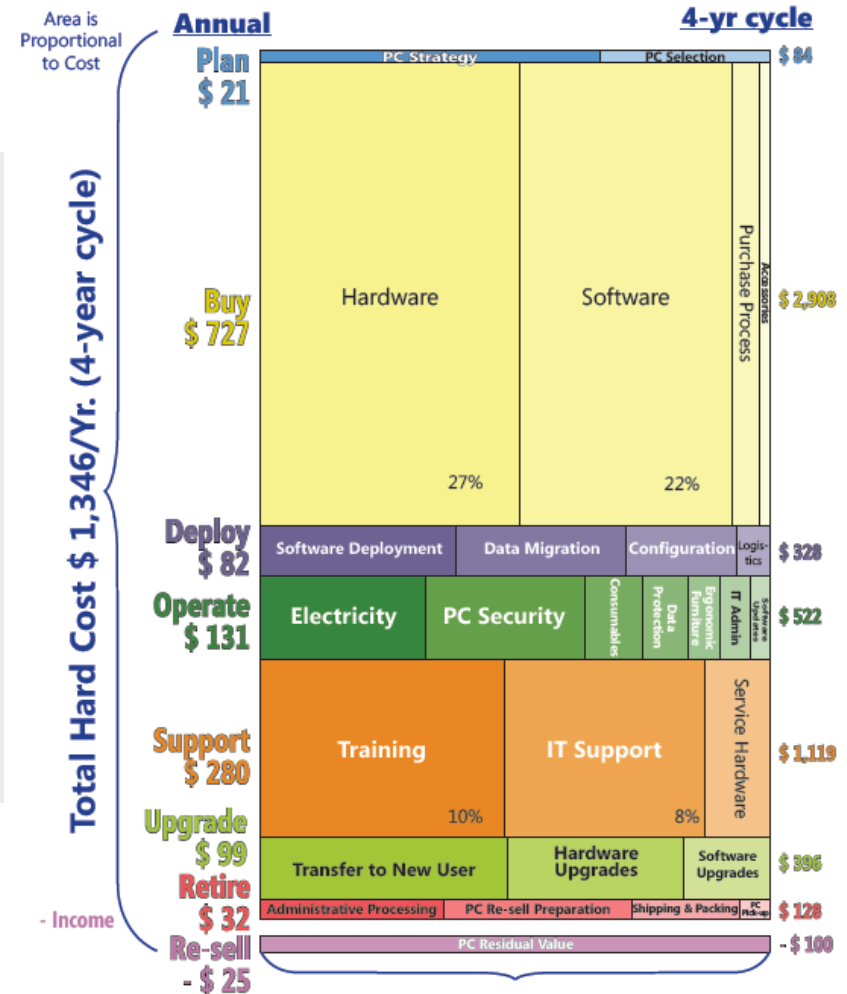 Area is
Proportional
to Cost
Annual
4-yr cycle
Plan
$ 21
PC Strategy
PC Selection
$ 84
Total Hard Cost $ 1,346/Yr. (4-year cycle)
Buy
$ 727
Hardware
27%
Software
22%
Purchase Process
Accessories
$ 2,908
Deploy
$ 82
Software Deployment
Data Migration
Configuration
Logis-
tics
$ 328
Operate
$ 131
Electricity
PC Security
Consumables
Data
Protection
Ergonomic
Furniture
IT Admin
Software
Updates
$ 522
Support
$ 280
Training
10%
IT Support
8%
Service Hardware
$ 1,119
Upgrade
$ 99
Transfer to New User
Hardware
Upgrades
Software
Upgrades
$ 396
Retire
$ 32
Administrative Processing
PC Re-sell Preparation
Shipping & Packing
PC
Pick-up
$ 128
- Income
Re-sell
- $ 25
PC Residual Value
- $ 100